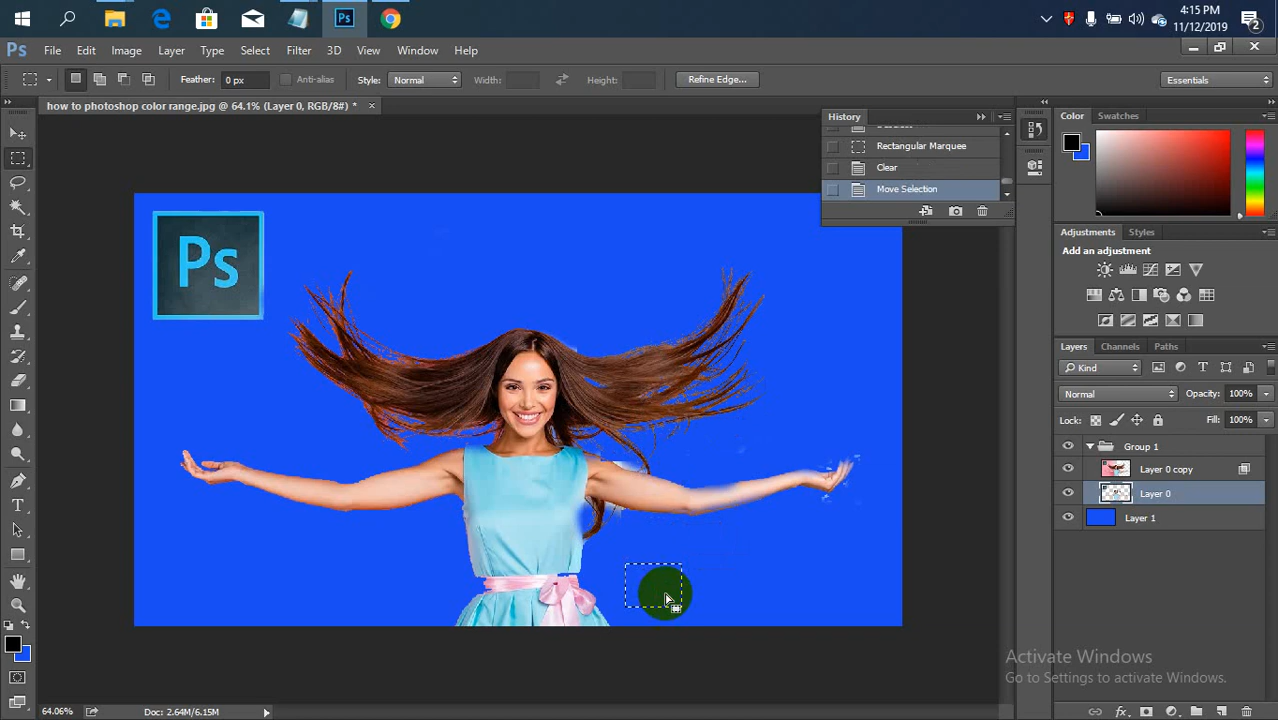 4:15 PM
11/12/2019
2
Ps File Edit Image Layer Type Select Filter 3D View Window Help
Feather: 0 px Anti-alias Style: Normal Width: Height: Refine Edge... Essentials
how to photoshop color range.jpg @ 64.1% (Layer 0, RGB/8#) *
History
Rectangular Marquee
Clear
Move Selection
Color Swatches
Adjustments Styles
Add an adjustment
Layers Channels Paths
Kind
Normal Opacity: 100%
Lock: Fill: 100%
Group 1
Layer 0 copy
Layer 0
Layer 1
Ps
Activate Windows
Go to Settings to activate Windows.
64.06% Doc: 2.64M/6.15M